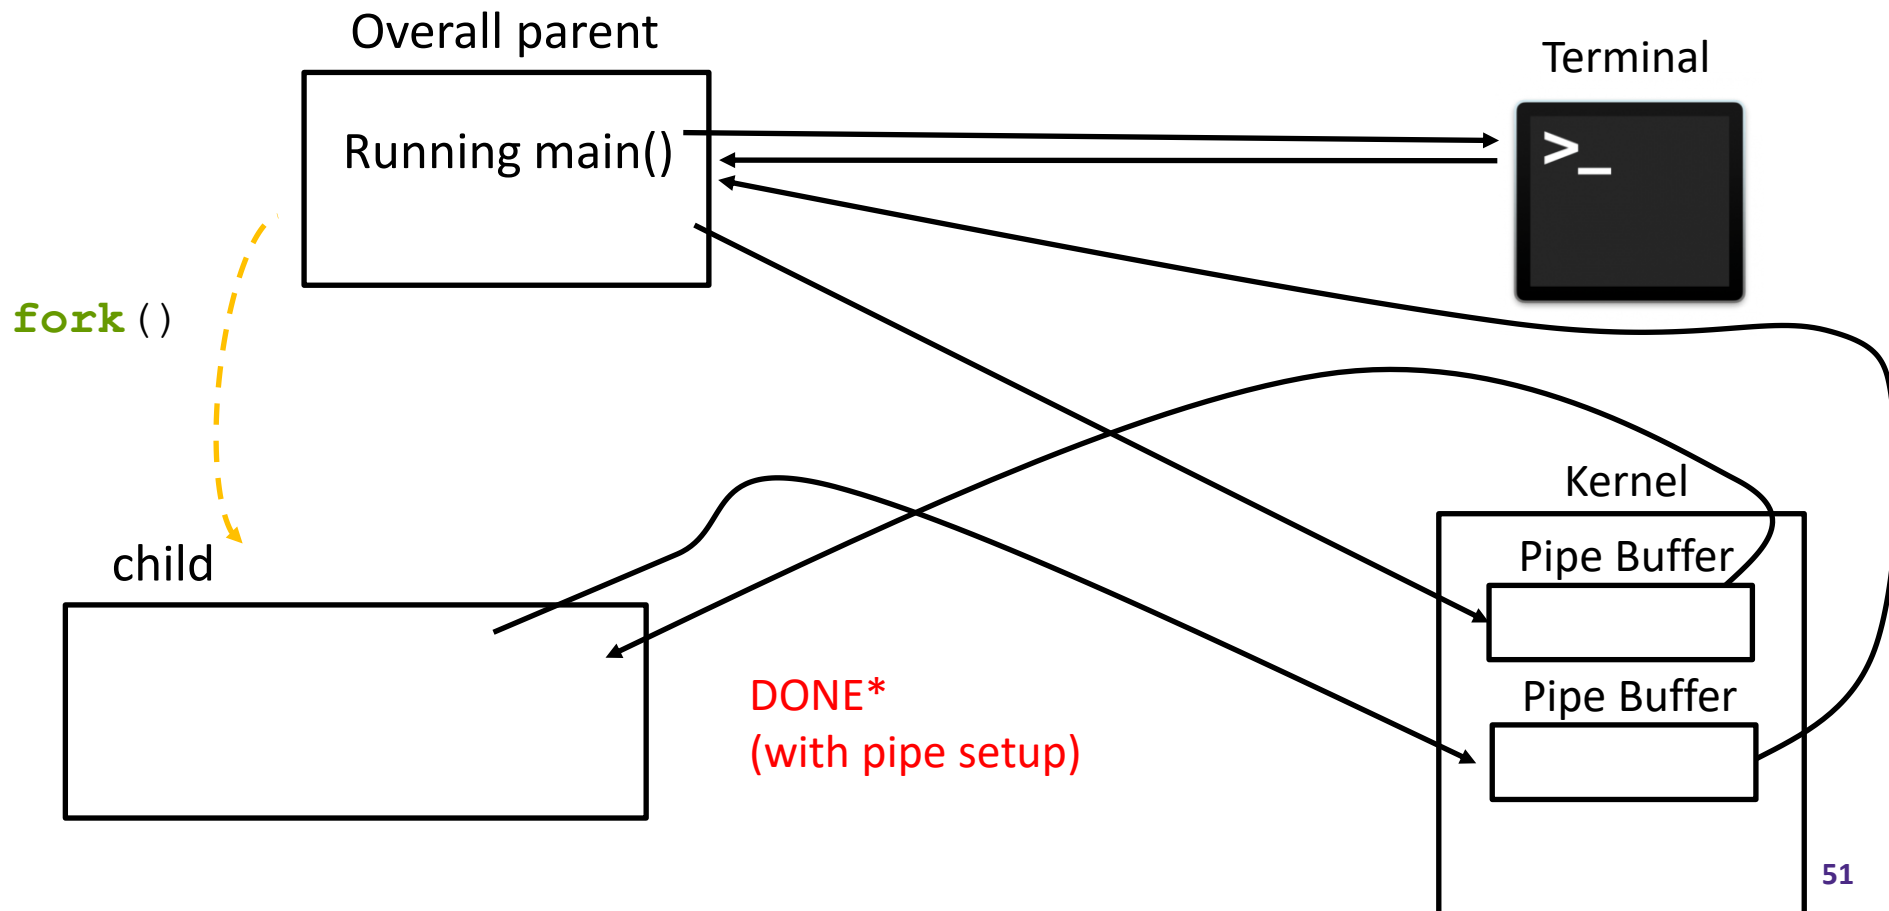 Overall parent
Terminal
Running main()
>_
fork()
Kernel
Pipe Buffer
child
Pipe Buffer
DONE*
(with pipe setup)
51